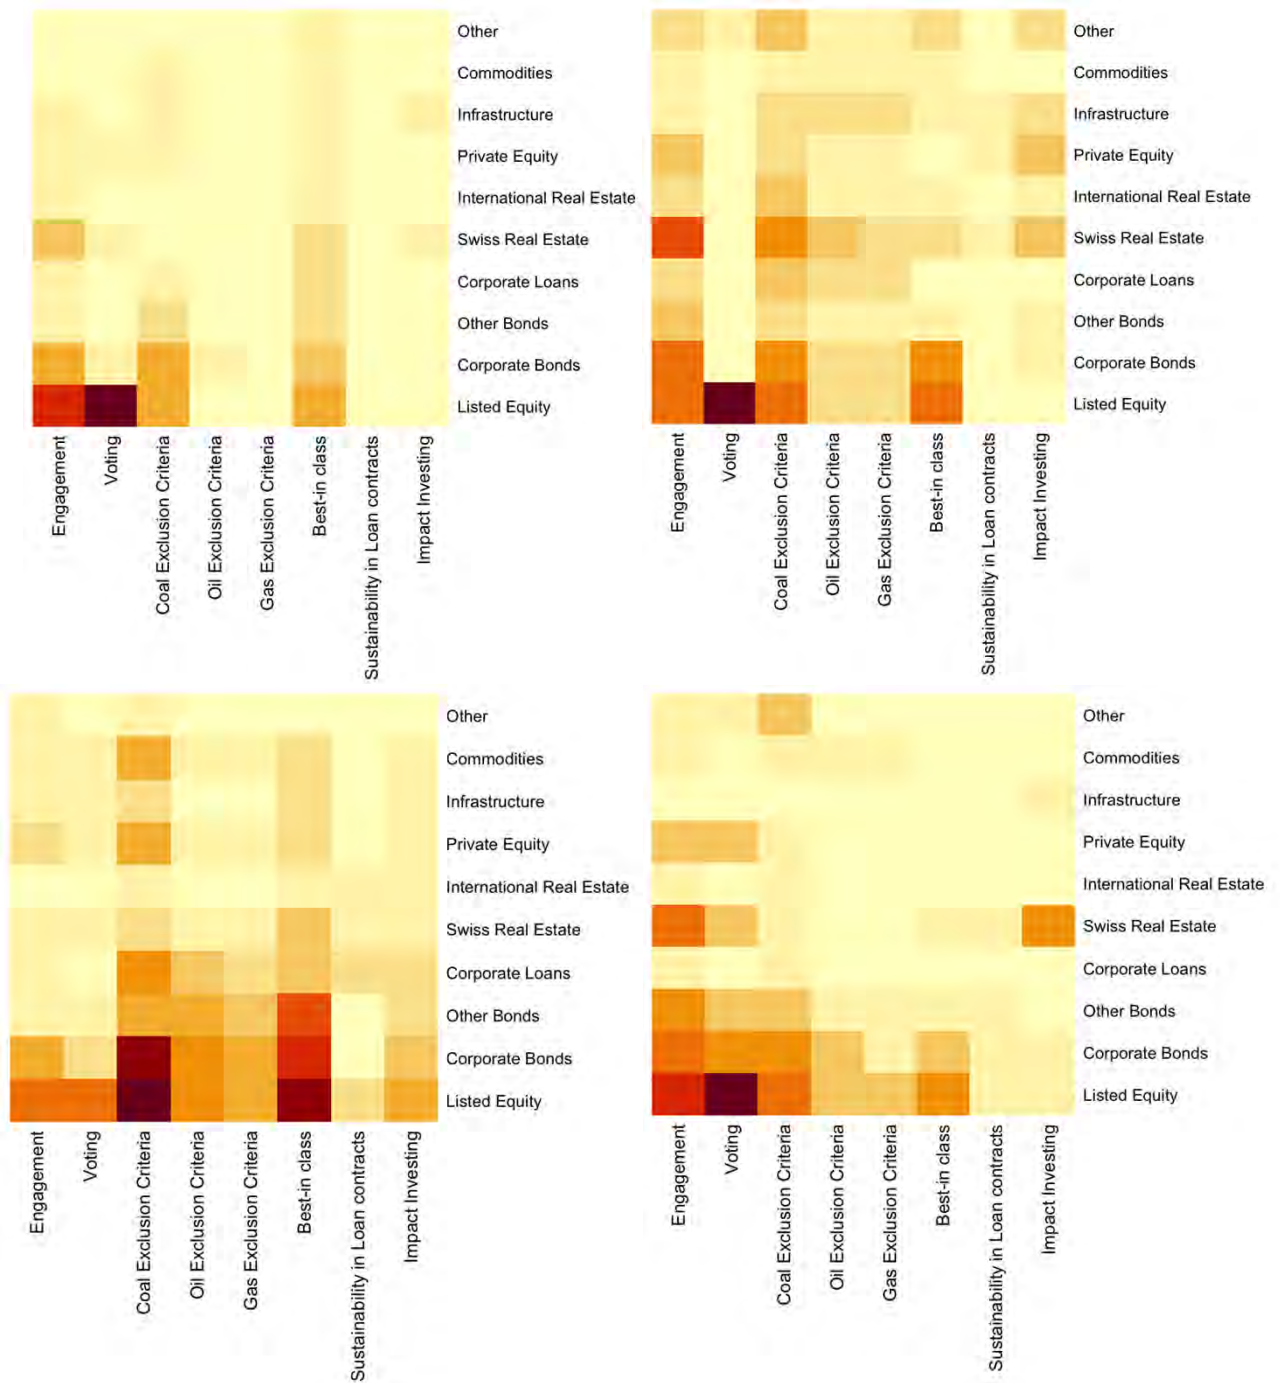 Other
Commodities
Infrastructure
Private Equity
International Real Estate
Swiss Real Estate
Corporate Loans
Other Bonds
Corporate Bonds
Listed Equity
Engagement
Voting
Coal Exclusion Criteria
Oil Exclusion Criteria
Gas Exclusion Criteria
Best-in class
Sustainability in Loan contracts
Impact Investing
Other
Commodities
Infrastructure
Private Equity
International Real Estate
Swiss Real Estate
Corporate Loans
Other Bonds
Corporate Bonds
Listed Equity
Engagement
Voting
Coal Exclusion Criteria
Oil Exclusion Criteria
Gas Exclusion Criteria
Best-in class
Sustainability in Loan contracts
Impact Investing
Other
Commodities
Infrastructure
Private Equity
International Real Estate
Swiss Real Estate
Corporate Loans
Other Bonds
Corporate Bonds
Listed Equity
Engagement
Voting
Coal Exclusion Criteria
Oil Exclusion Criteria
Gas Exclusion Criteria
Best-in class
Sustainability in Loan contracts
Impact Investing
Other
Commodities
Infrastructure
Private Equity
International Real Estate
Swiss Real Estate
Corporate Loans
Other Bonds
Corporate Bonds
Listed Equity
Engagement
Voting
Coal Exclusion Criteria
Oil Exclusion Criteria
Gas Exclusion Criteria
Best-in class
Sustainability in Loan contracts
Impact Investing